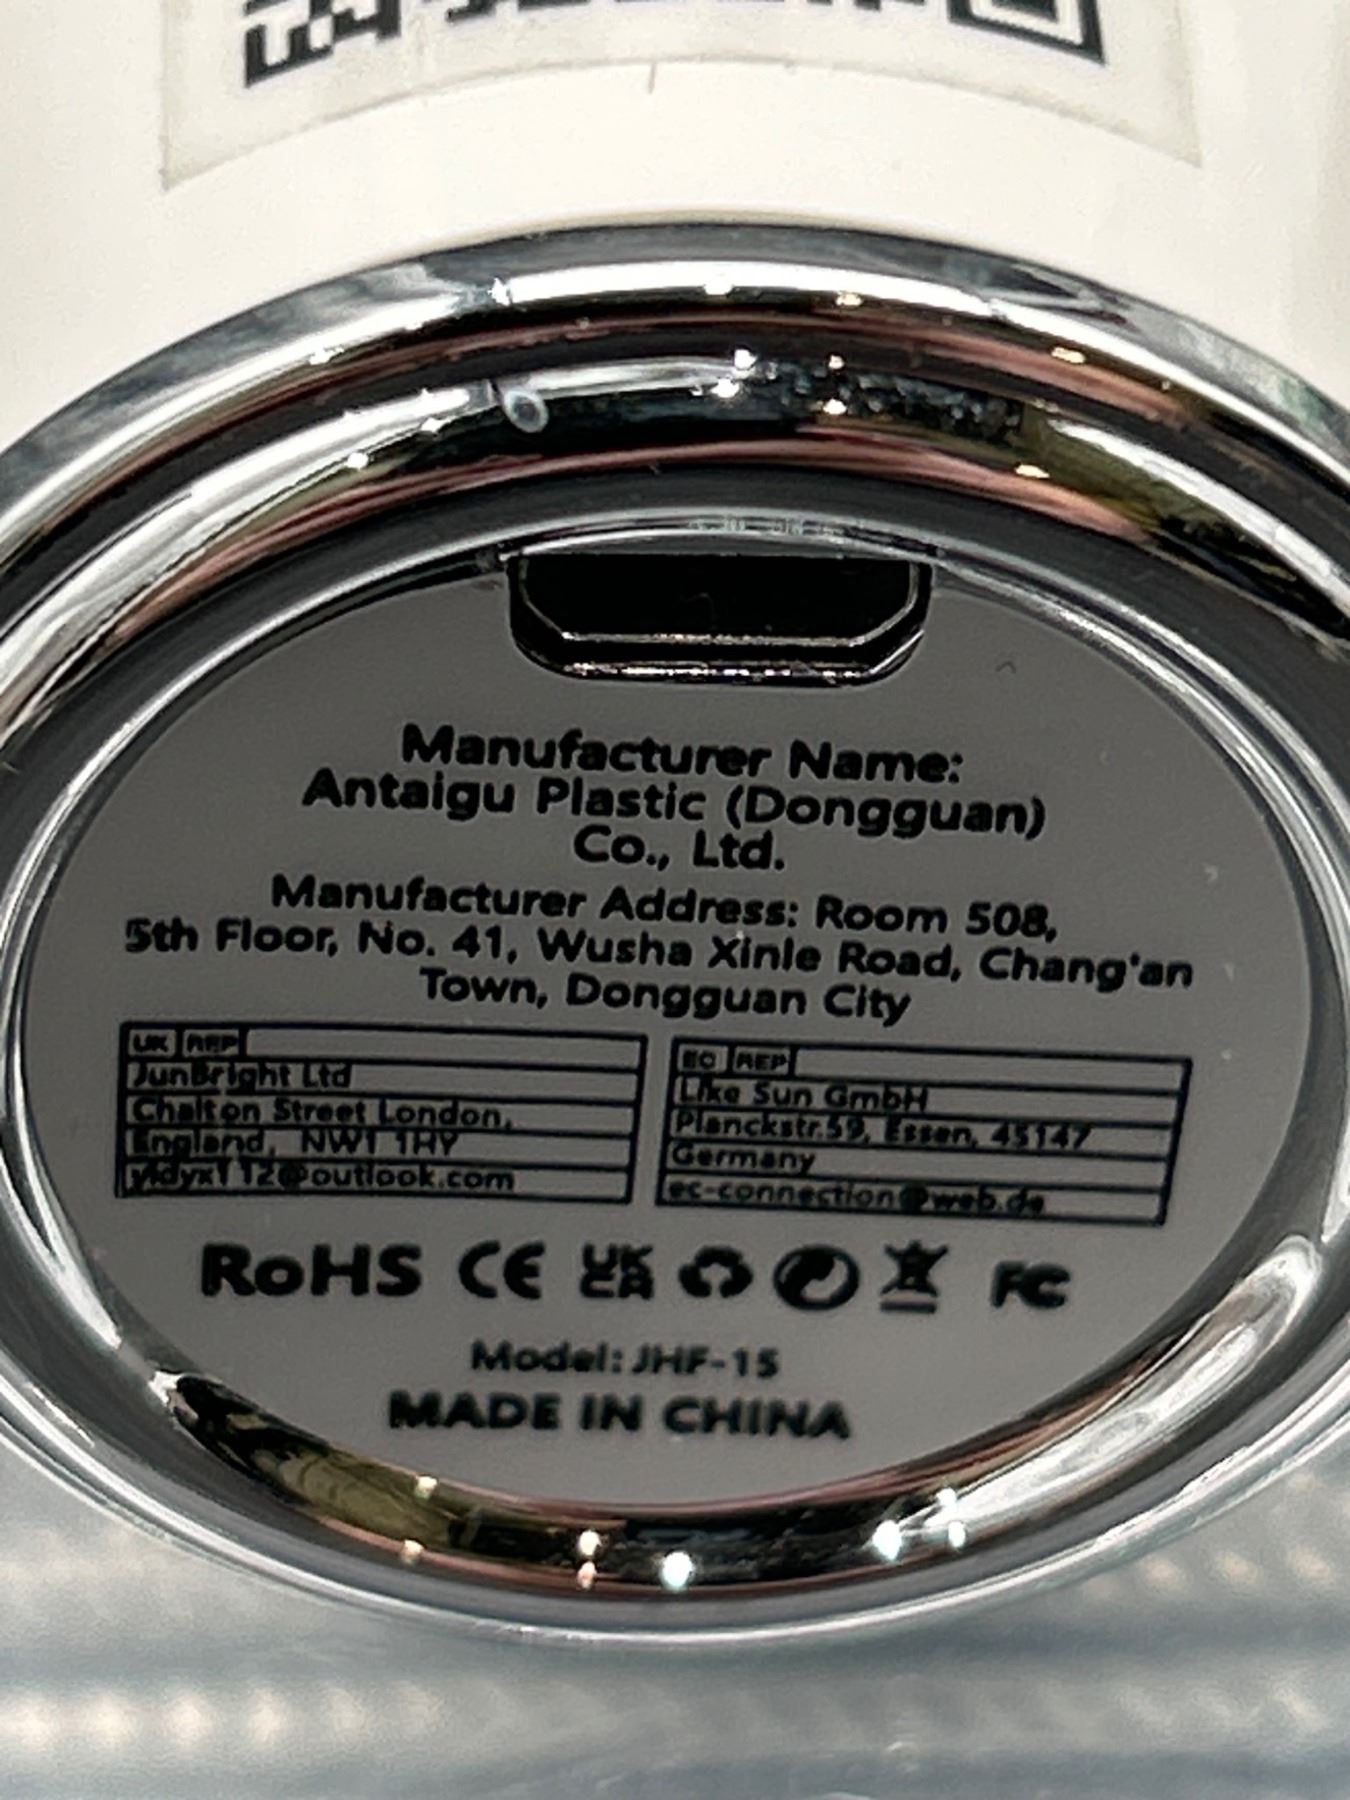 Manufacturer Name:
Antaigu Plastic (Dongguan)
Co., Ltd.
Manufacturer Address: Room 508,
5th Floor, No. 41, Wusha Xinle Road, Chang'an
Town, Dongguan City
UK REP
JunBright Ltd
Chalton Street London,
England, NW1 1HY
EC REP
Like Sun GmbH
Planckstr.59, Essen, 45147
Germany
ec-connection@web.de
RoHS CE UKCA FC
Model: JHF-15
MADE IN CHINA